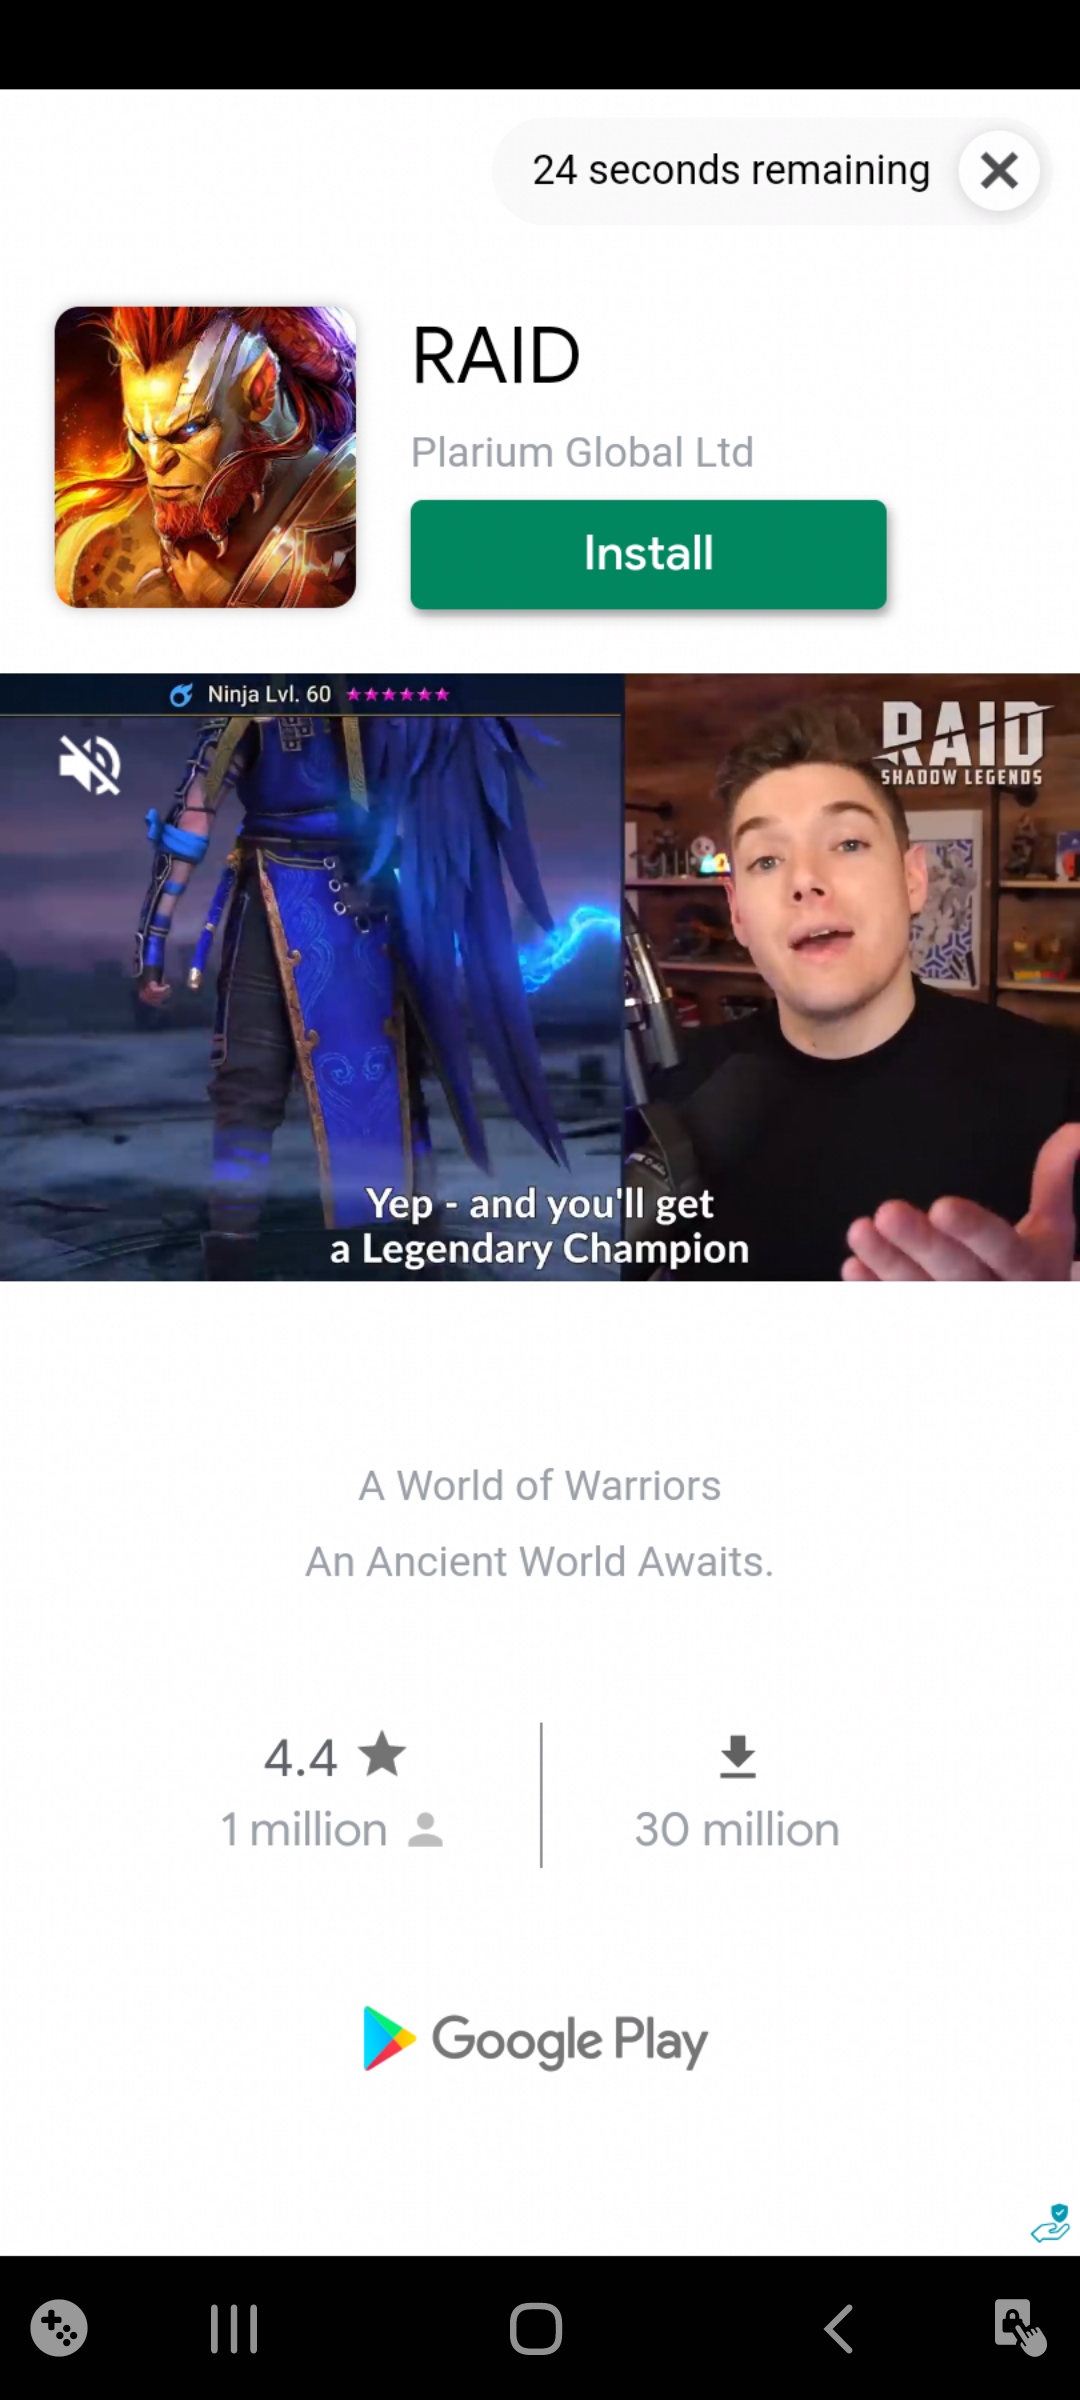 24 seconds remaining
RAID
Plarium Global Ltd
Install
Ninja Lvl. 60
RAID
SHADOW LEGENDS
Yep - and you'll get
a Legendary Champion
A World of Warriors
An Ancient World Awaits.
4.4
1 million
30 million
Google Play